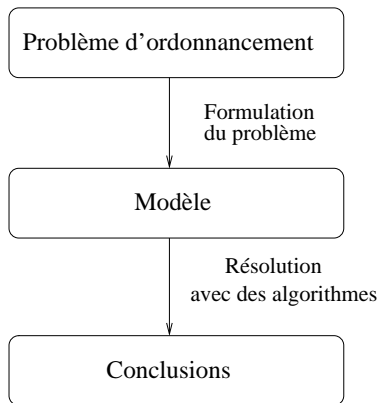 Problème d'ordonnancement
Formulation
du problème
Modèle
Résolution
avec des algorithmes
Conclusions